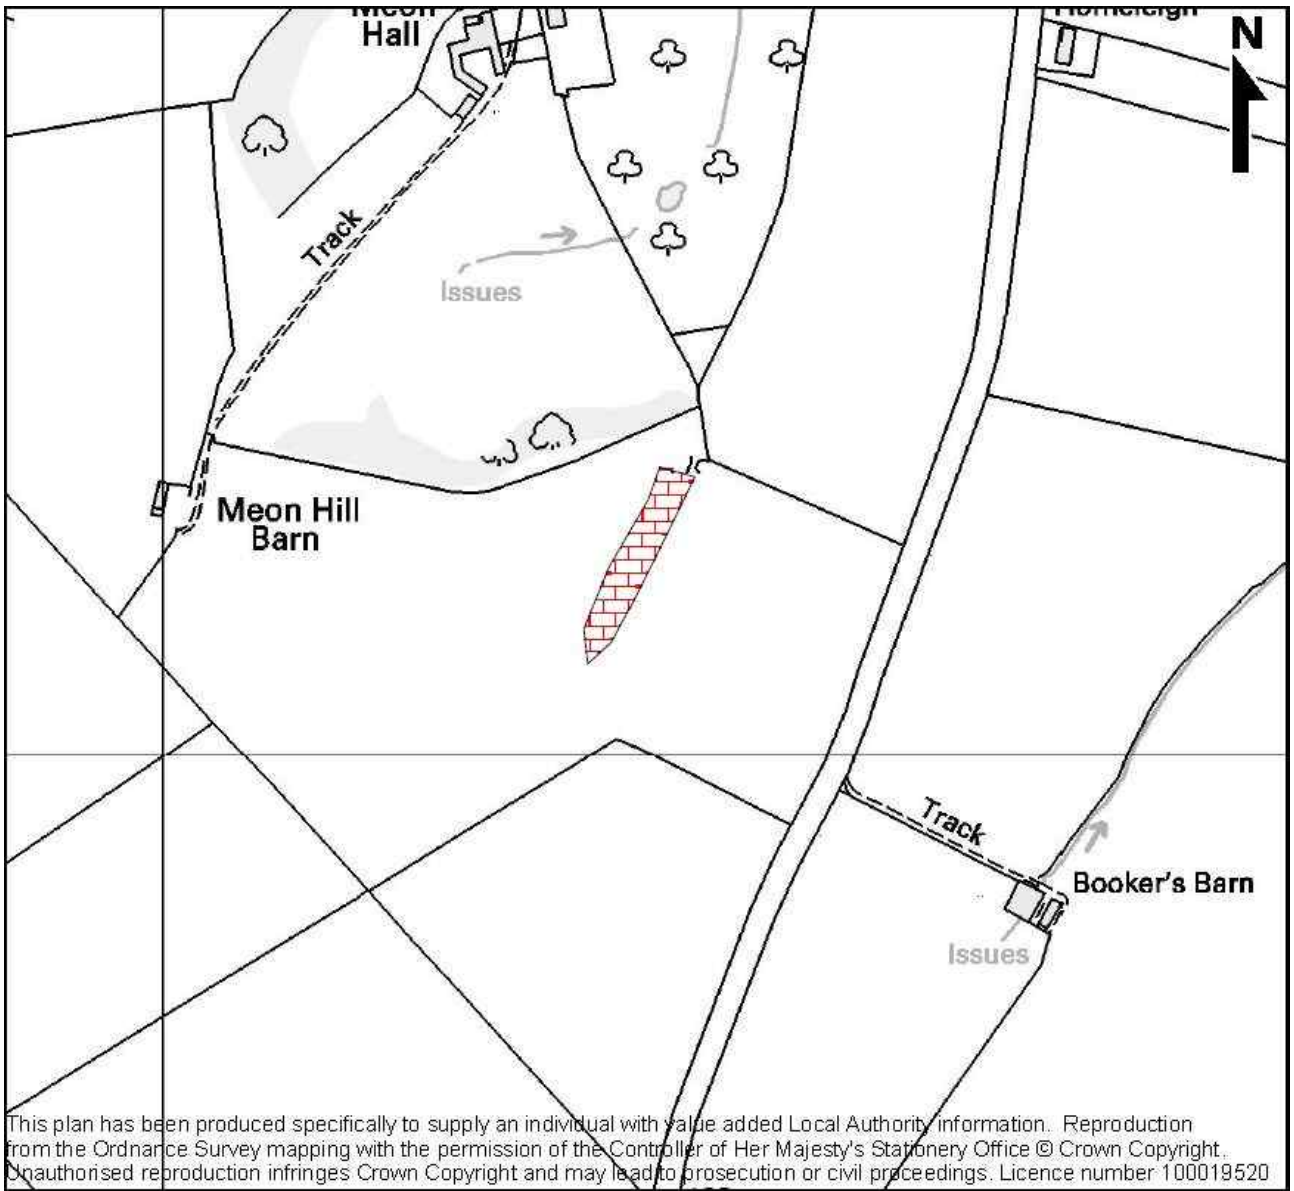 Meon
Hall
Homeleigh
N
Track
Issues
Meon Hill
Barn
Track
Booker's Barn
Issues
This plan has been produced specifically to supply an individual with value added Local Authority information. Reproduction
from the Ordnance Survey mapping with the permission of the Controller of Her Majesty's Stationery Office © Crown Copyright.
Unauthorised reproduction infringes Crown Copyright and may lead to prosecution or civil proceedings. Licence number 100019520